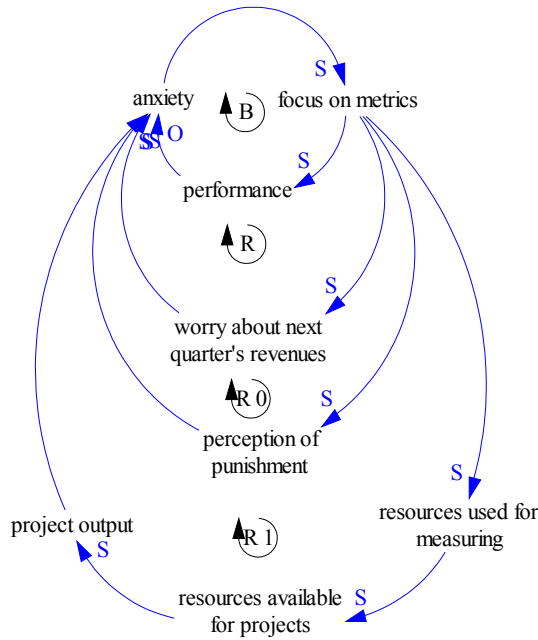 S
anxiety
B
focus on metrics
S
S
S
O
S
performance
R
S
worry about next
quarter's revenues
R 0
S
perception of
punishment
S
project output
R 1
resources used for
measuring
S
resources available
for projects
S